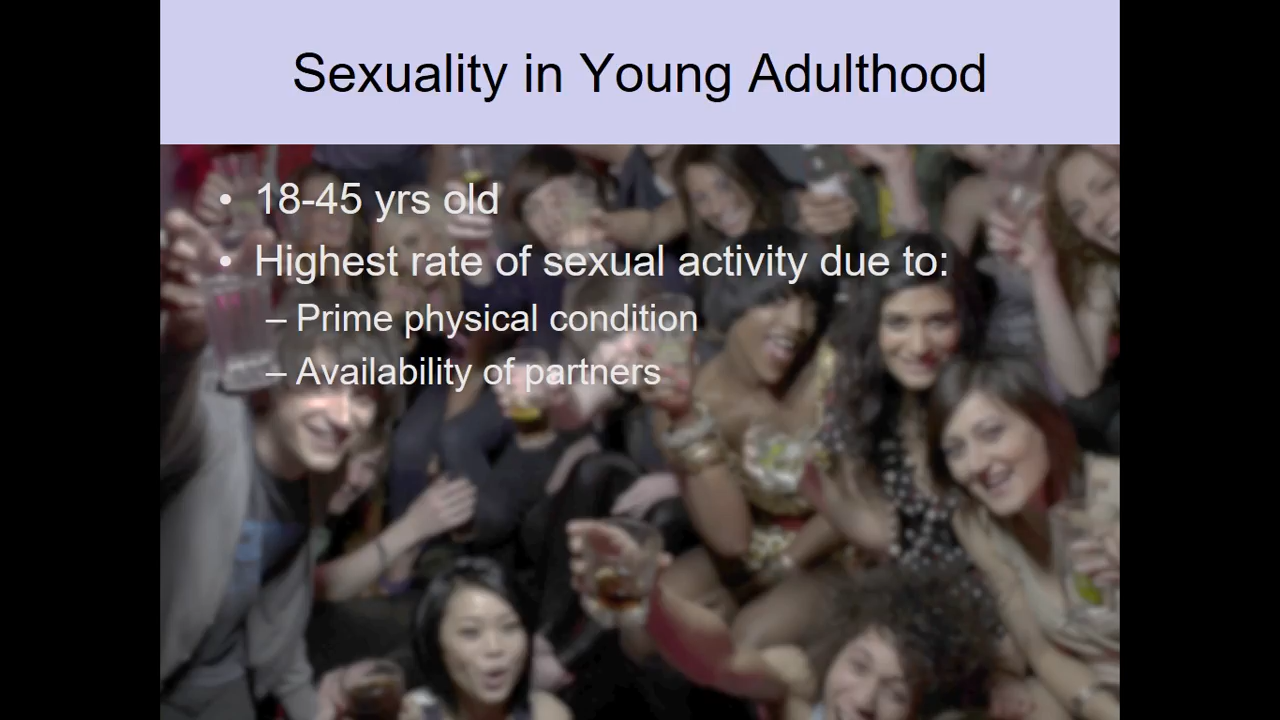 Sexuality in Young Adulthood
• 18-45 yrs old
• Highest rate of sexual activity due to:
– Prime physical condition
– Availability of partners